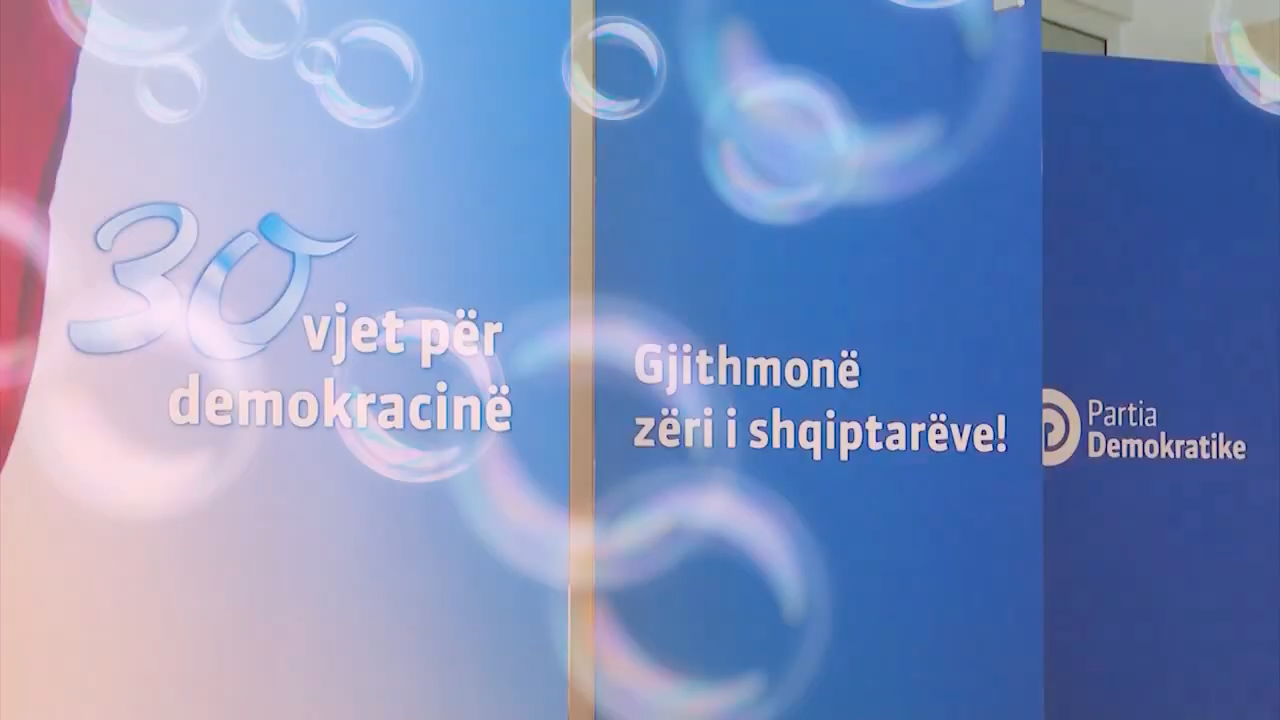 30 vjet për
demokracinë
Gjithmonë
zëri i shqiptarëve!
Partia
Demokratike